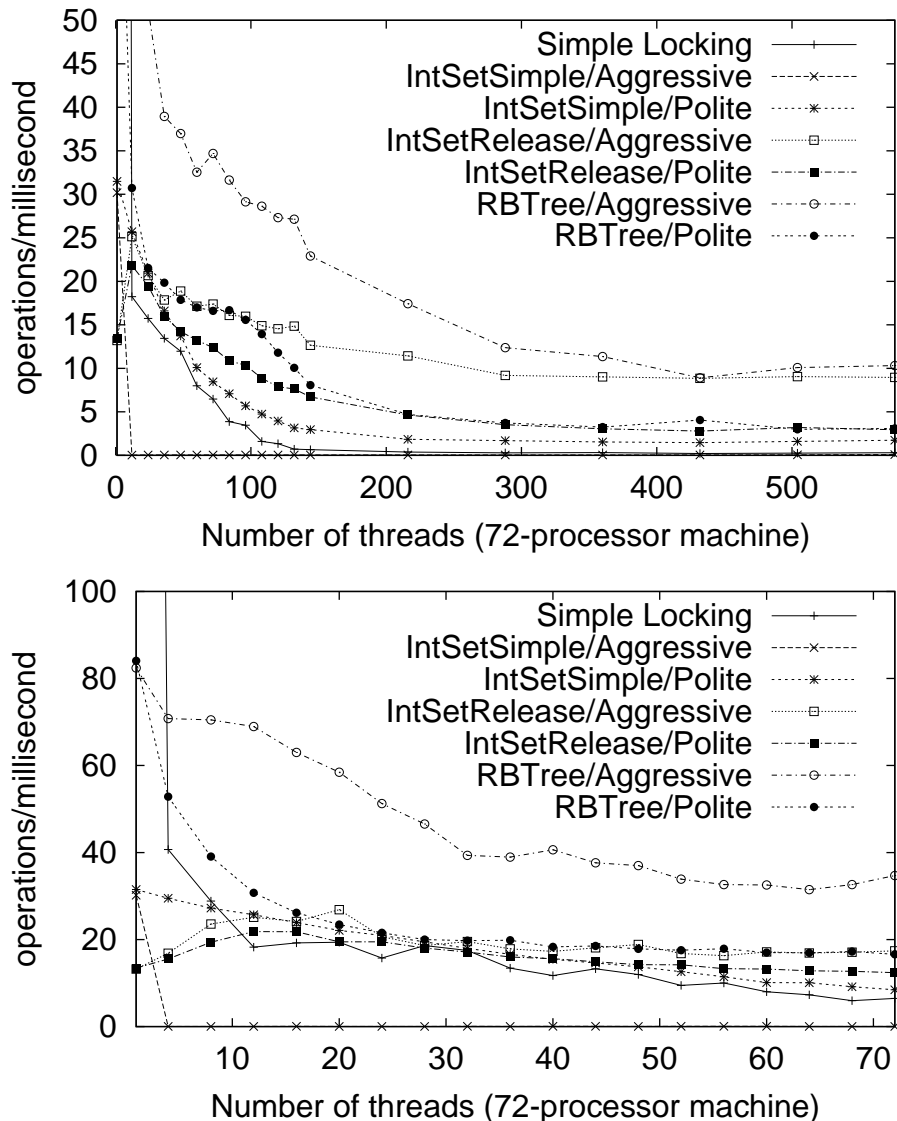 50
45
40
35
30
25
20
15
10
5
0
operations/millisecond
Simple Locking
IntSetSimple/Aggressive
IntSetSimple/Polite
IntSetRelease/Aggressive
IntSetRelease/Polite
RBTree/Aggressive
RBTree/Polite
0 100 200 300 400 500
Number of threads (72-processor machine)
100
80
60
40
20
0
operations/millisecond
Simple Locking
IntSetSimple/Aggressive
IntSetSimple/Polite
IntSetRelease/Aggressive
IntSetRelease/Polite
RBTree/Aggressive
RBTree/Polite
10 20 30 40 50 60 70
Number of threads (72-processor machine)